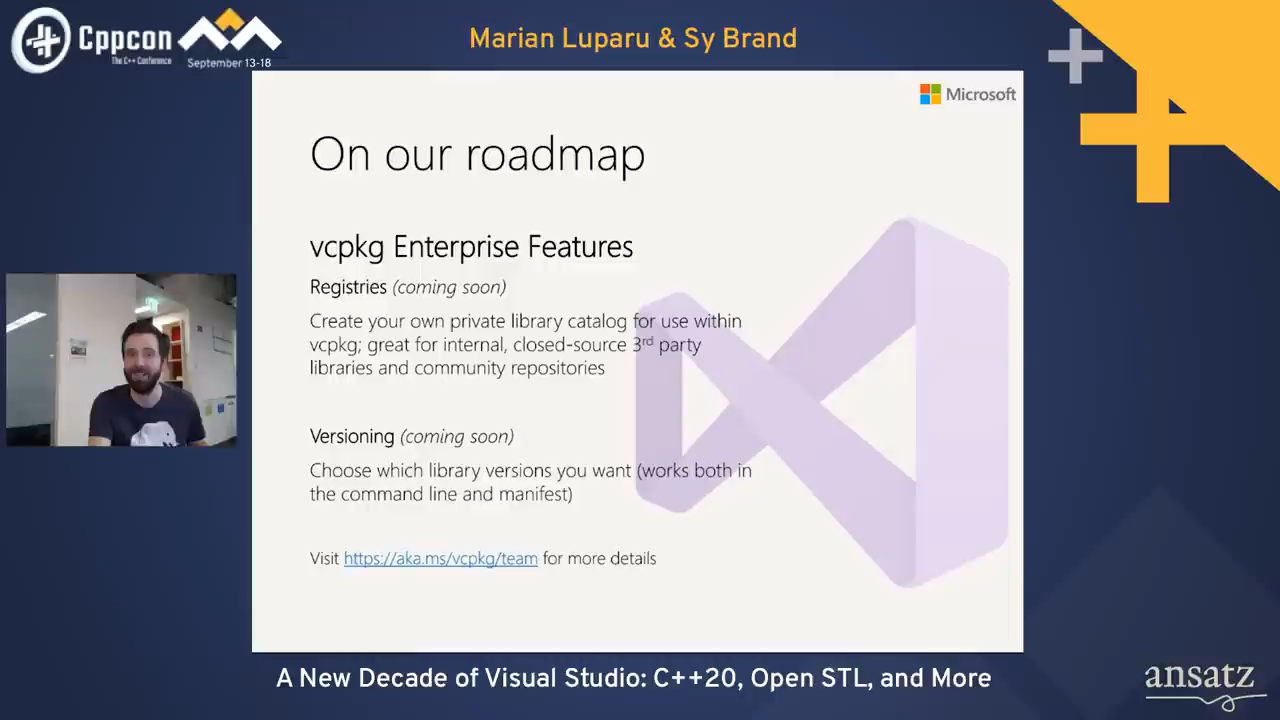 Cppcon
The C++ Conference
September 13-18
Marian Luparu & Sy Brand
Microsoft
On our roadmap
vcpkg Enterprise Features
Registries (coming soon)
Create your own private library catalog for use within
vcpkg; great for internal, closed-source 3rd party
libraries and community repositories
Versioning (coming soon)
Choose which library versions you want (works both in
the command line and manifest)
Visit https://aka.ms/vcpkg/team for more details
A New Decade of Visual Studio: C++20, Open STL, and More
ansatz